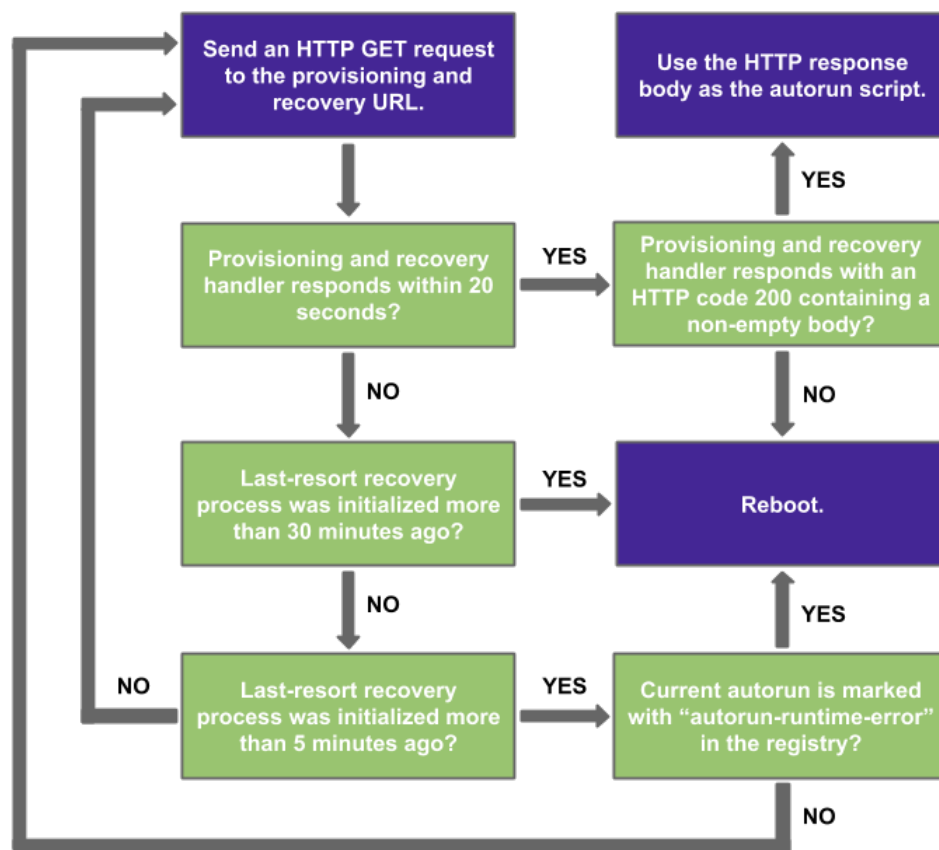 Send an HTTP GET request
to the provisioning and
recovery URL.
Use the HTTP response
body as the autorun script.
YES
Provisioning and recovery
handler responds within 20
seconds?
YES
Provisioning and recovery
handler responds with an
HTTP code 200 containing a
non-empty body?
NO
NO
Last-resort recovery
process was initialized more
than 30 minutes ago?
YES
Reboot.
NO
YES
NO
Last-resort recovery
process was initialized more
than 5 minutes ago?
YES
Current autorun is marked
with “autorun-runtime-error”
in the registry?
NO